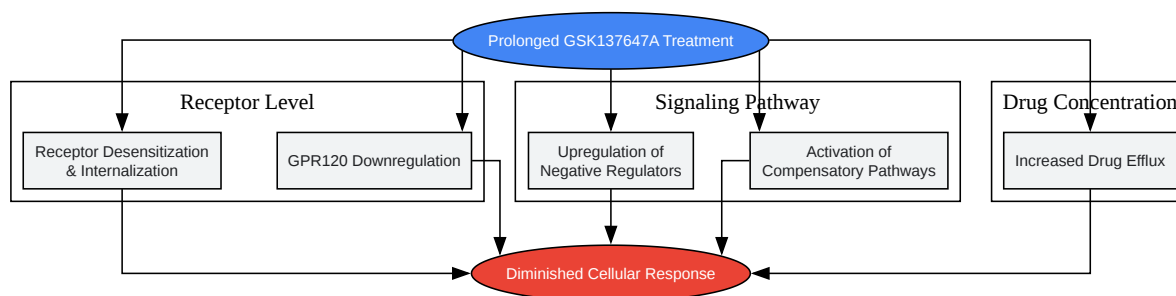 Prolonged GSK137647A Treatment
Receptor Level
Signaling Pathway
Drug Concentration
Receptor Desensitization
& Internalization
GPR120 Downregulation
Upregulation of
Negative Regulators
Activation of
Compensatory Pathways
Increased Drug Efflux
Diminished Cellular Response